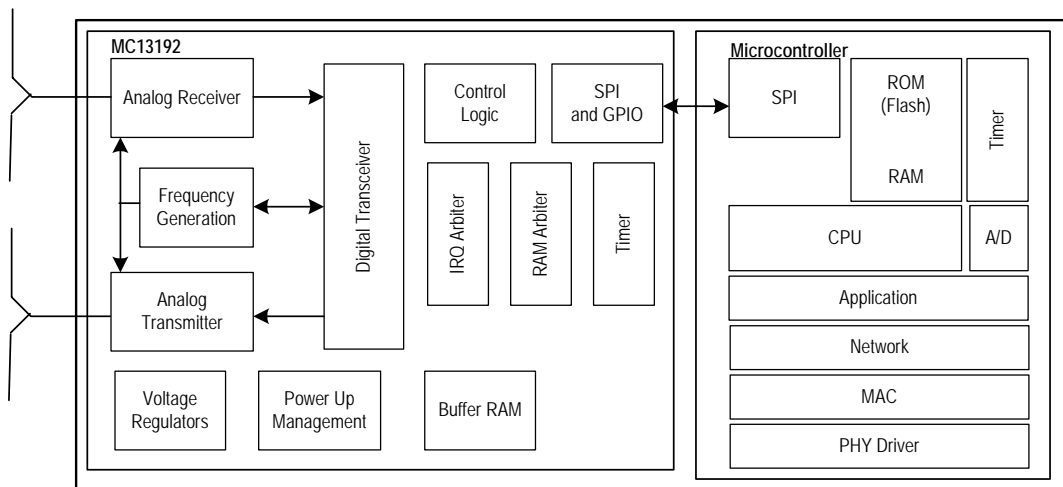 MC13192
Analog Receiver
Frequency
Generation
Analog
Transmitter
Digital Transceiver
Control
Logic
SPI
and GPIO
IRQ Arbiter
RAM Arbiter
Timer
Voltage
Regulators
Power Up
Management
Buffer RAM
Microcontroller
SPI
ROM
(Flash)
RAM
Timer
CPU
A/D
Application
Network
MAC
PHY Driver